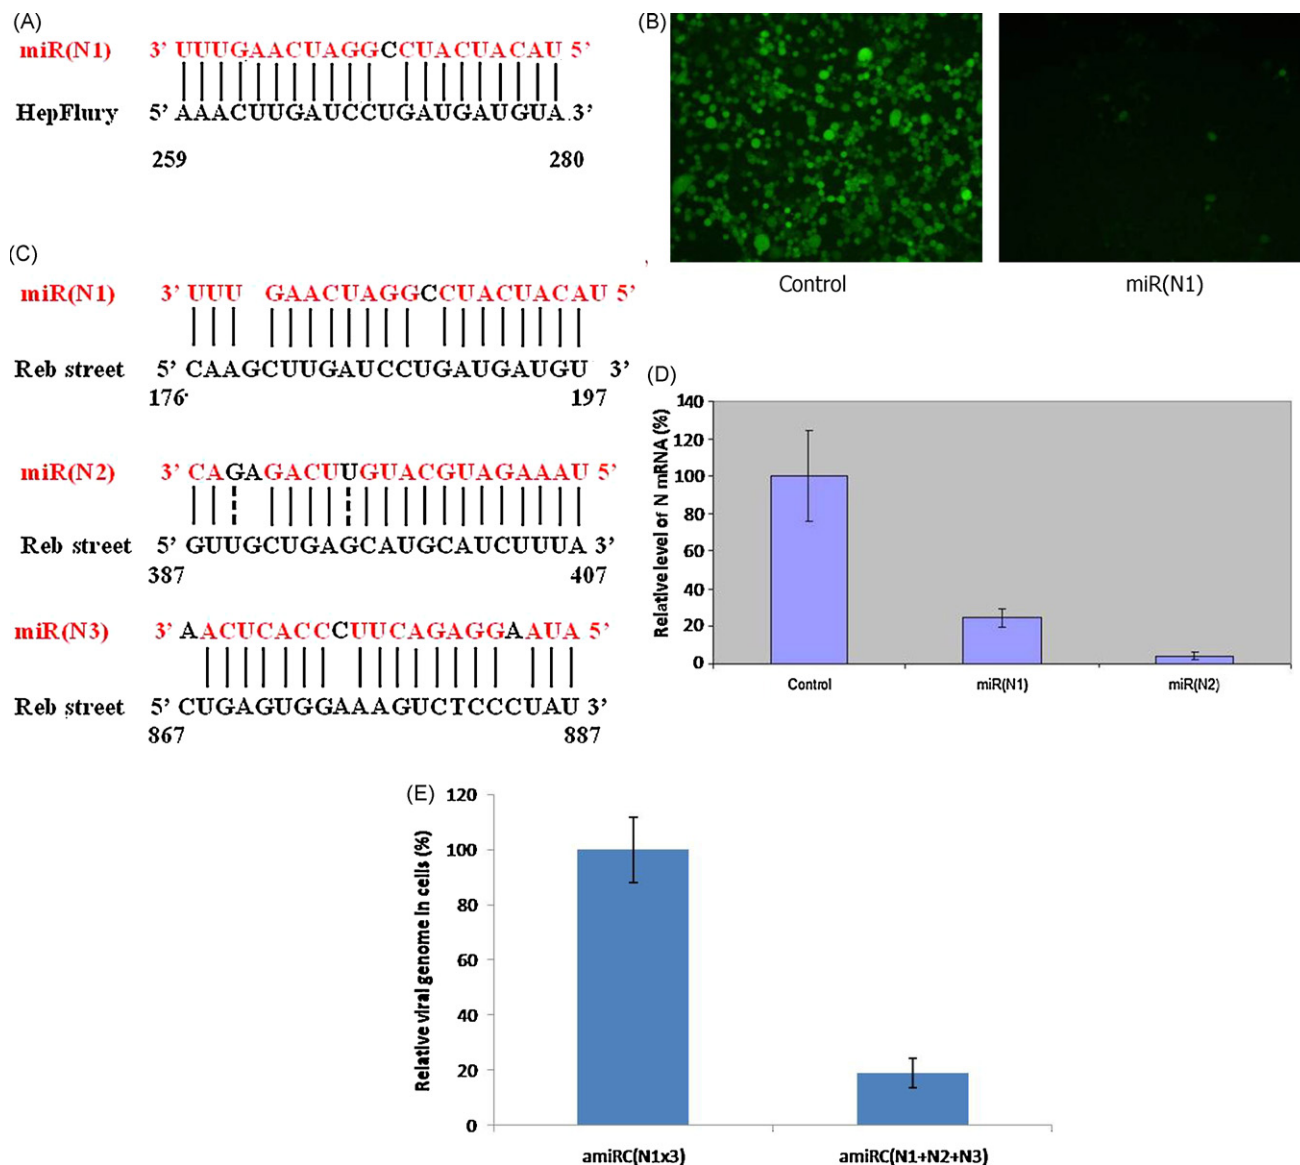 (A)
miR(N1) 3’ UUUGAACUAGGCCUACUACAU 5’
HepFlury 5’ AAACUUGAUCCUGAUGAUGUA 3’
259 280
(B)
Control miR(N1)
(C)
miR(N1) 3’ UUU GAACUAGGCCUACUACAU 5’
Reb street 5’ CAAGCUUGAUCCUGAUGAUGU 3’
176 197
miR(N2) 3’ CAGAGACUUGUACGUAGAAAU 5’
Reb street 5’ GUUGCUGAGCAUGCAUCUUUA 3’
387 407
miR(N3) 3’ AACUCACCCUUCAGAGGAAUA 5’
Reb street 5’ CUGAGUGGAAAGUCTCCCUAU 3’
867 887
(D)
Relative level of N mRNA (%)
140
120
100
80
60
40
20
0
Control miR(N1) miR(N2)
(E)
Relative viral genome in cells (%)
120
100
80
60
40
20
0
amiRC(N1x3) amiRC(N1+N2+N3)